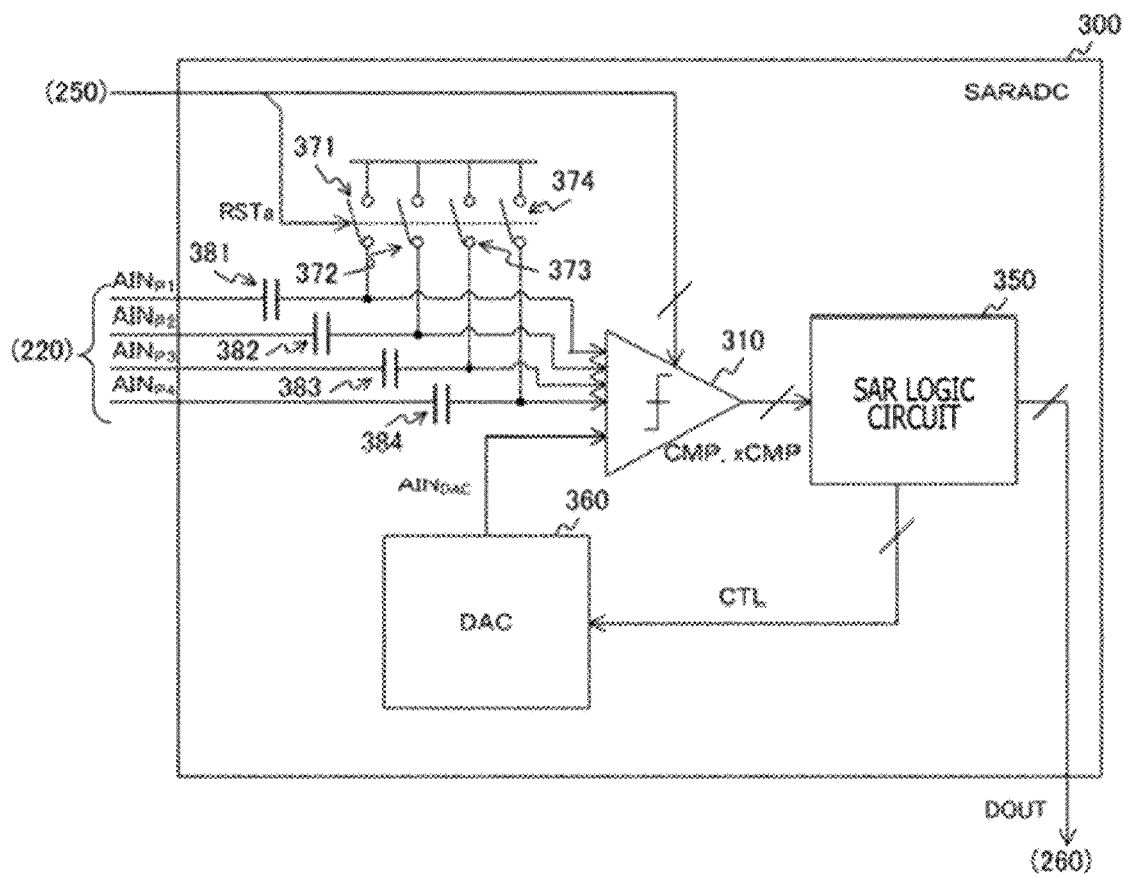 300
(250)
SARADC
371
374
RSTa
381
372
373
AINP1
350
AINP2
(220)
382
310
AINP3
383
SAR LOGIC
CIRCUIT
AINP4
384
CMP, xCMP
AINDAC
360
CTL
DAC
DOUT
(260)